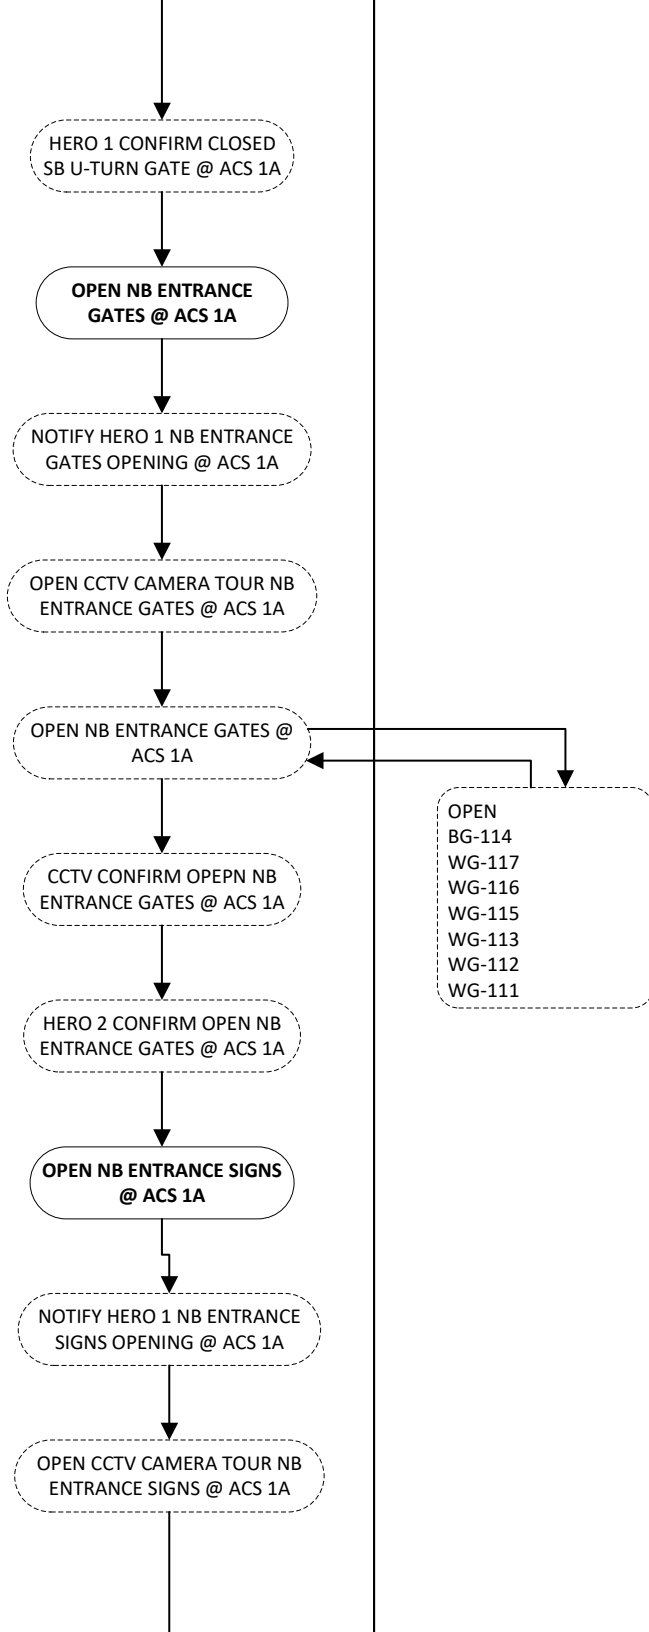 HERO 1 CONFIRM CLOSED
SB U-TURN GATE @ ACS 1A
OPEN NB ENTRANCE
GATES @ ACS 1A
NOTIFY HERO 1 NB ENTRANCE
GATES OPENING @ ACS 1A
OPEN CCTV CAMERA TOUR NB
ENTRANCE GATES @ ACS 1A
OPEN NB ENTRANCE GATES @
ACS 1A
OPEN
BG-114
WG-117
WG-116
WG-115
WG-113
WG-112
WG-111
CCTV CONFIRM OPEPN NB
ENTRANCE GATES @ ACS 1A
HERO 2 CONFIRM OPEN NB
ENTRANCE GATES @ ACS 1A
OPEN NB ENTRANCE SIGNS
@ ACS 1A
NOTIFY HERO 1 NB ENTRANCE
SIGNS OPENING @ ACS 1A
OPEN CCTV CAMERA TOUR NB
ENTRANCE SIGNS @ ACS 1A